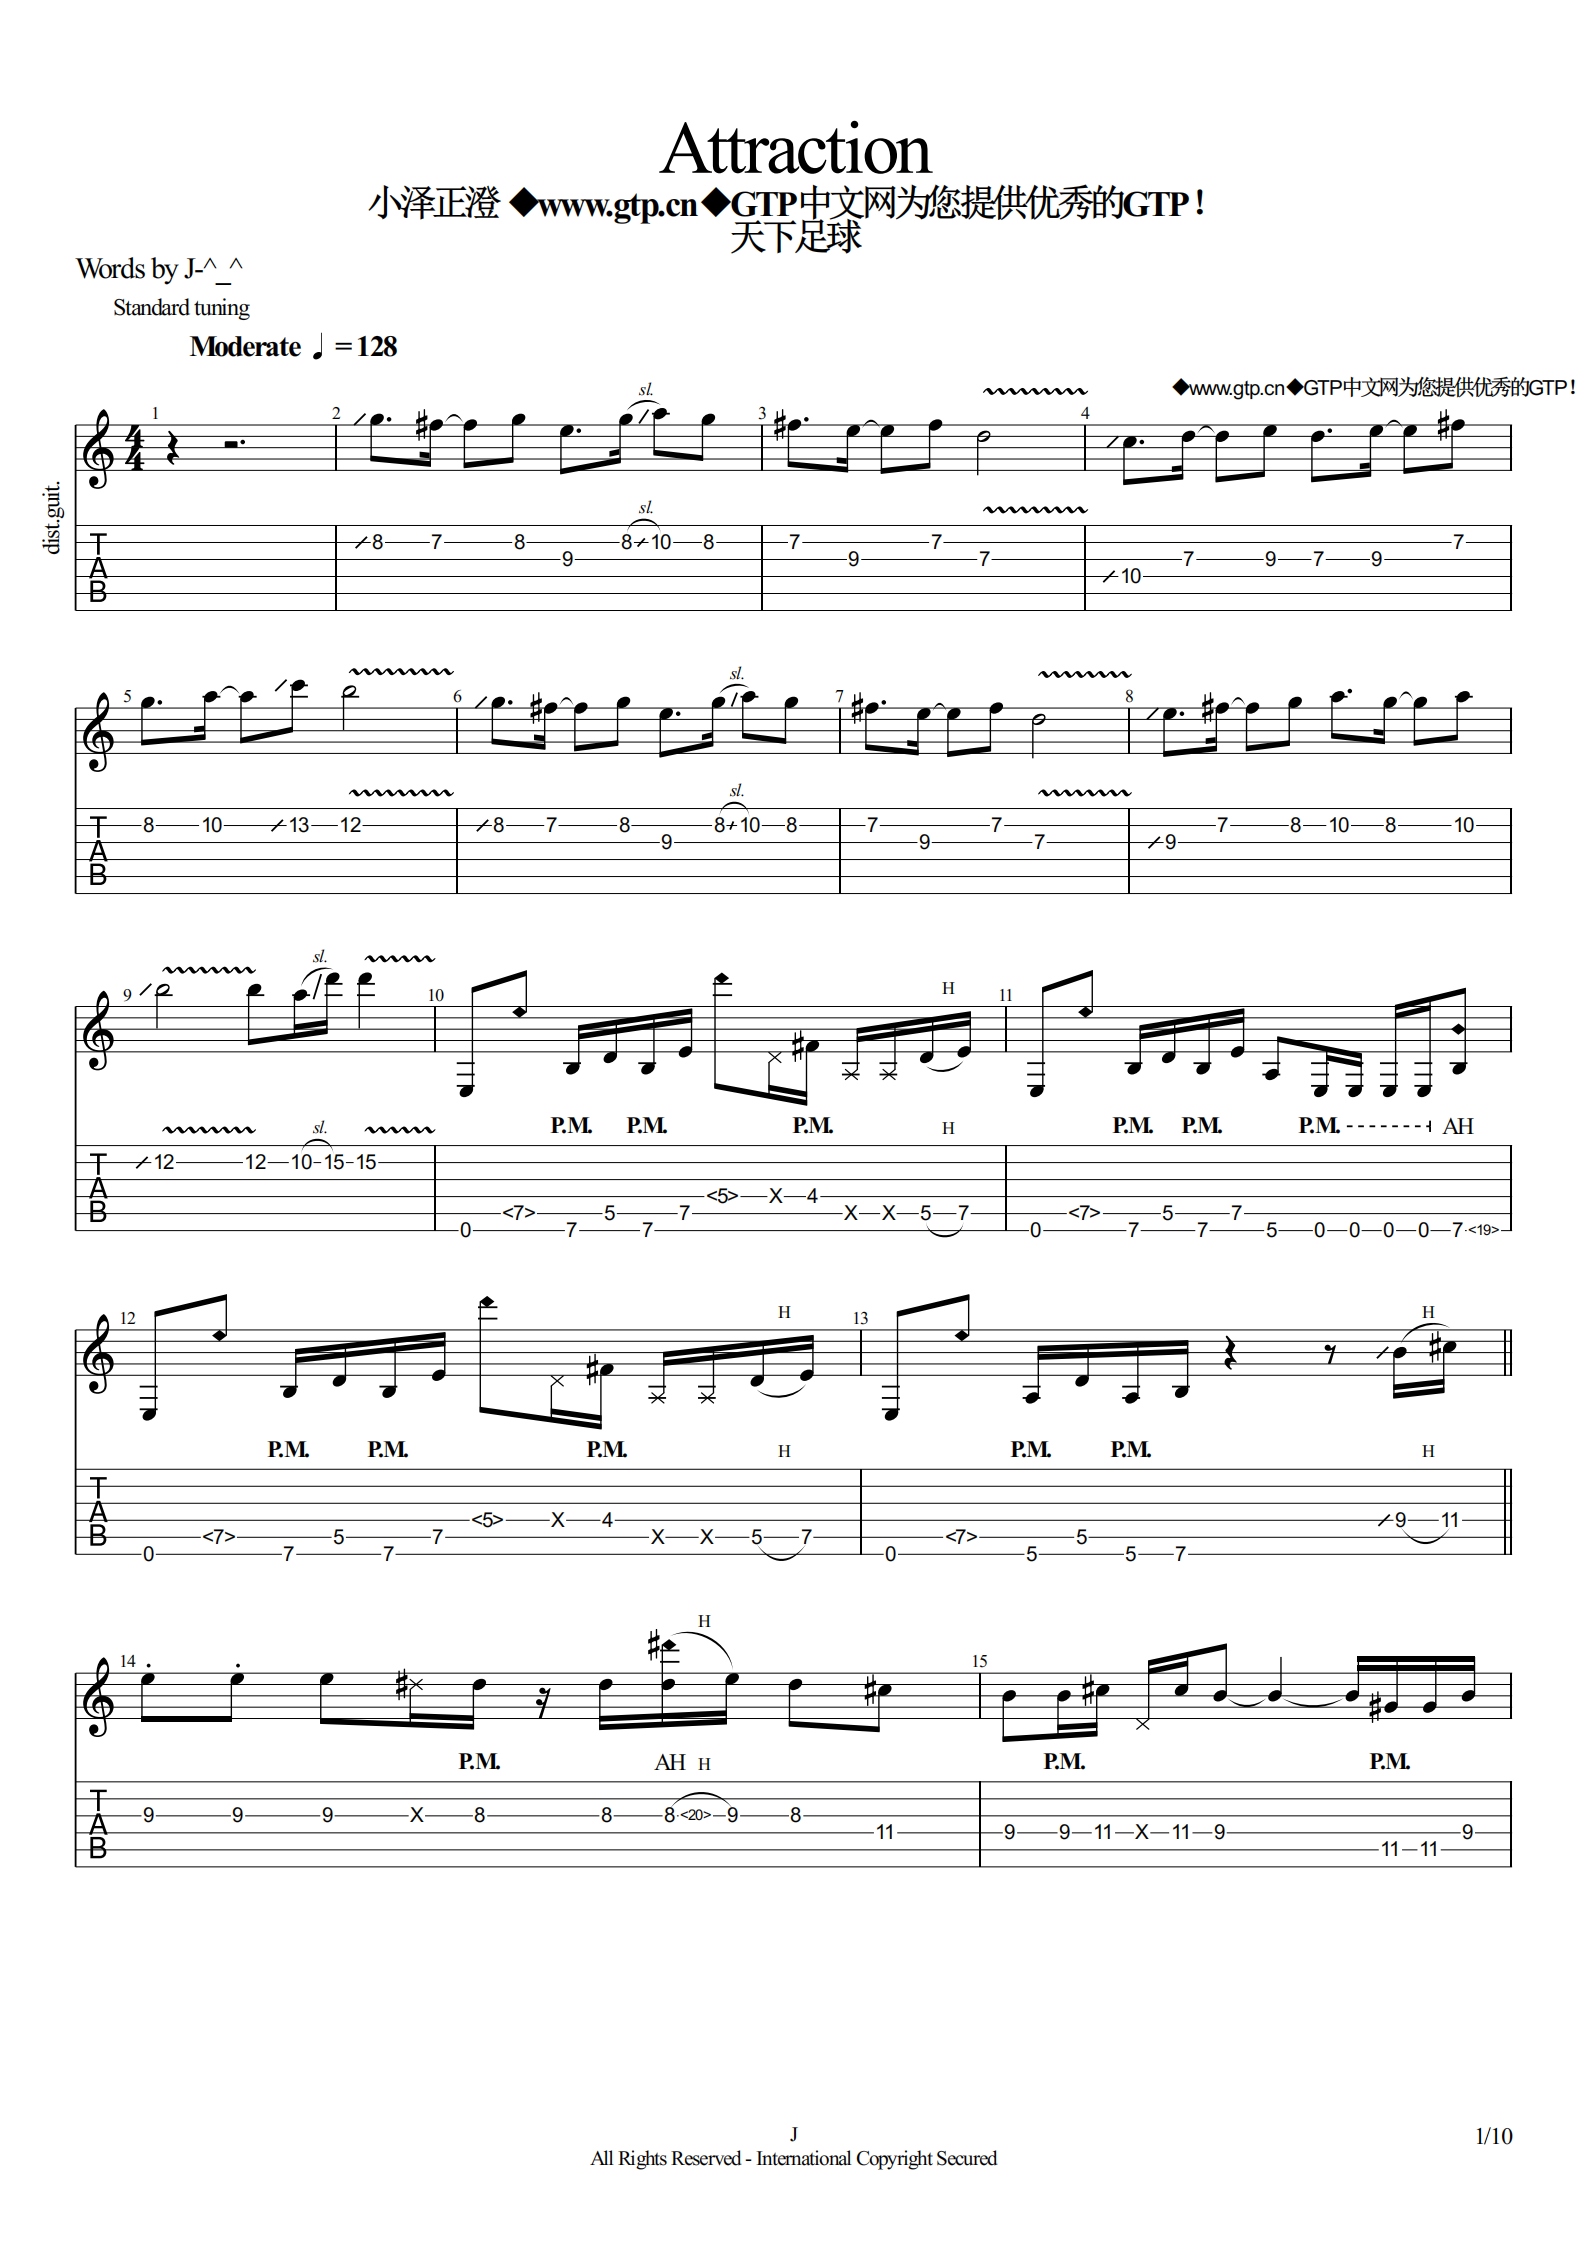 Attraction
小泽正澄 ◆www.gtp.cn◆GTP中文网为您提供优秀的GTP!
天下足球
Words by J-^_^
Standard tuning
Moderate ♩ = 128
◆www.gtp.cn◆GTP中文网为您提供优秀的GTP!
sl.
1 2 3 4
4
4
dist.guit.
sl.
T 8 7 8 8 10 8 7 7 7
A 9 9 7 7 9 7 9
B 10
sl.
5 6 7 8
sl.
T 8 10 13 12 8 7 8 8 10 8 7 7 7 8 10 8 10
A 9 9 7 9
B
sl.
9 10 H 11
P.M. P.M. P.M. H P.M. P.M. P.M. AH
sl.
T 12 12 10 15 15
A <5> X 4
B <7> 5 7 X X 5 7 <7> 5 7
0 7 7 0 7 7 5 0 0 0 0 7 <19>
12 H 13 H
P.M. P.M. P.M. H P.M. P.M. H
T
A <5> X 4 9 11
B <7> 5 7 X X 5 7 <7> 5
0 7 7 0 5 5 7
H
14 15
P.M. AH H P.M. P.M.
T
A 9 9 9 X 8 8 8 <20> 9 8
11 9 9 11 X 11 9 9
B 11 11
J
All Rights Reserved - International Copyright Secured
1/10